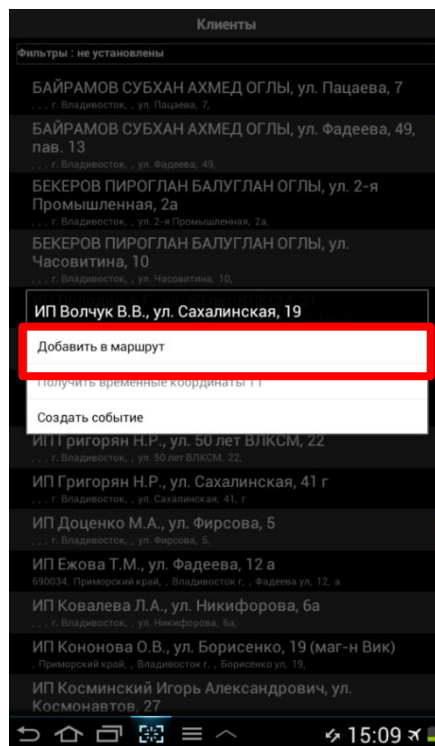 Клиенты
Фильтры : не установлены
БАЙРАМОВ СУБХАН АХМЕД ОГЛЫ, ул. Пацаева, 7
, , , г. Владивосток, , ул. Пацаева, 7,
БАЙРАМОВ СУБХАН АХМЕД ОГЛЫ, ул. Фадеева, 49,
пав. 13
, , , г. Владивосток, , ул. Фадеева, 49,
БЕКЕРОВ ПИРОГЛАН БАЛУГЛАН ОГЛЫ, ул. 2-я
Промышленная, 2а
, , , г. Владивосток, , ул. 2-я Промышленная, 2а,
БЕКЕРОВ ПИРОГЛАН БАЛУГЛАН ОГЛЫ, ул.
Часовитина, 10
, , , г. Владивосток, , ул. Часовитина, 10,
ИП Волчук В.В., ул. Сахалинская, 19
Добавить в маршрут
Получить временные координаты ТТ
Создать событие
ИП Григорян Н.Р., ул. 50 лет ВЛКСМ, 22
, , , г. Владивосток, , ул. 50 лет ВЛКСМ, 22,
ИП Григорян Н.Р., ул. Сахалинская, 41 г
, , , г. Владивосток, , ул. Сахалинская, 41, г
ИП Доценко М.А., ул. Фирсова, 5
, , , г. Владивосток, , ул. Фирсова, 5,
ИП Ежова Т.М., ул. Фадеева, 12 а
690034, Приморский край, , Владивосток г, , Фадеева ул, 12, а
ИП Ковалева Л.А., ул. Никифорова, 6а
, , , г. Владивосток, , ул. Никифорова, 6а,
ИП Кононова О.В., ул. Борисенко, 19 (маг-н Вик)
, Приморский край, , Владивосток г, , Борисенко ул, 19,
ИП Косминский Игорь Александрович, ул.
Космонавтов, 27
15:09